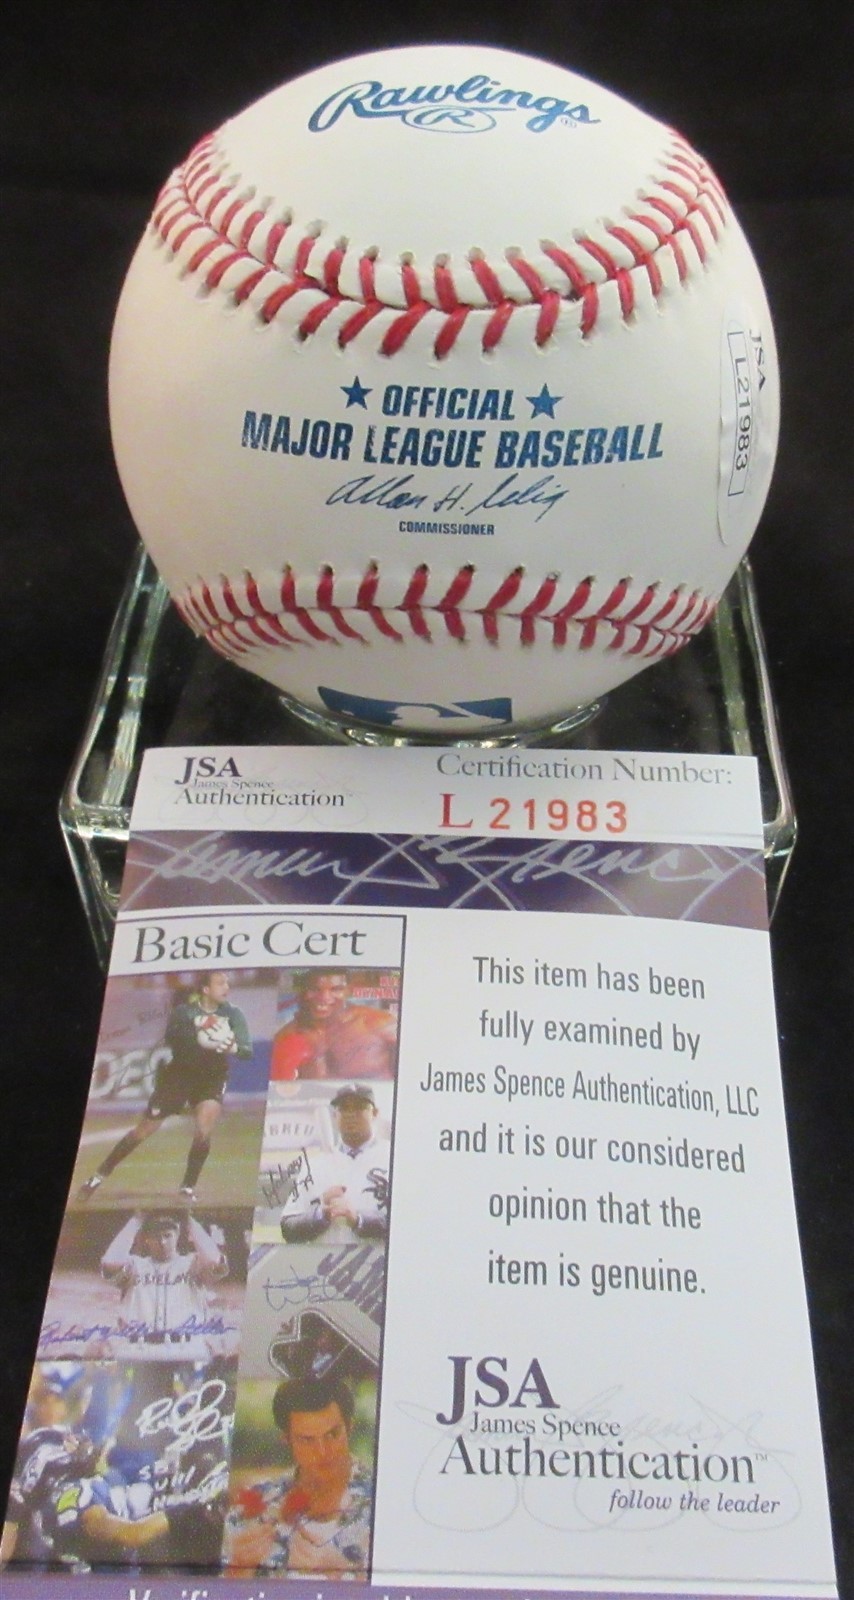 Rawlings
R
OFFICIAL
MAJOR LEAGUE BASEBALL
Allan H. Selig
COMMISSIONER
JSA
L21983
JSA
James Spence
Authentication
Certification Number:
L 21983
Basic Cert
This item has been
fully examined by
James Spence Authentication, LLC
and it is our considered
opinion that the
item is genuine.
JSA
James Spence
Authentication™
follow the leader